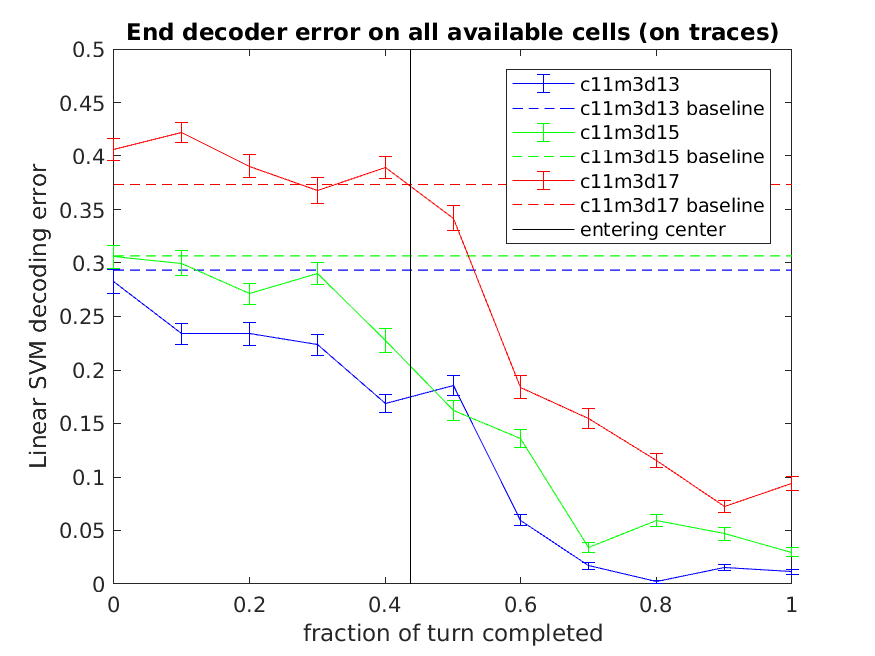 End decoder error on all available cells (on traces)
Linear SVM decoding error
0.5
0.45
0.4
0.35
0.3
0.25
0.2
0.15
0.1
0.05
0
c11m3d13
c11m3d13 baseline
c11m3d15
c11m3d15 baseline
c11m3d17
c11m3d17 baseline
entering center
0
0.2
0.4
0.6
0.8
1
fraction of turn completed